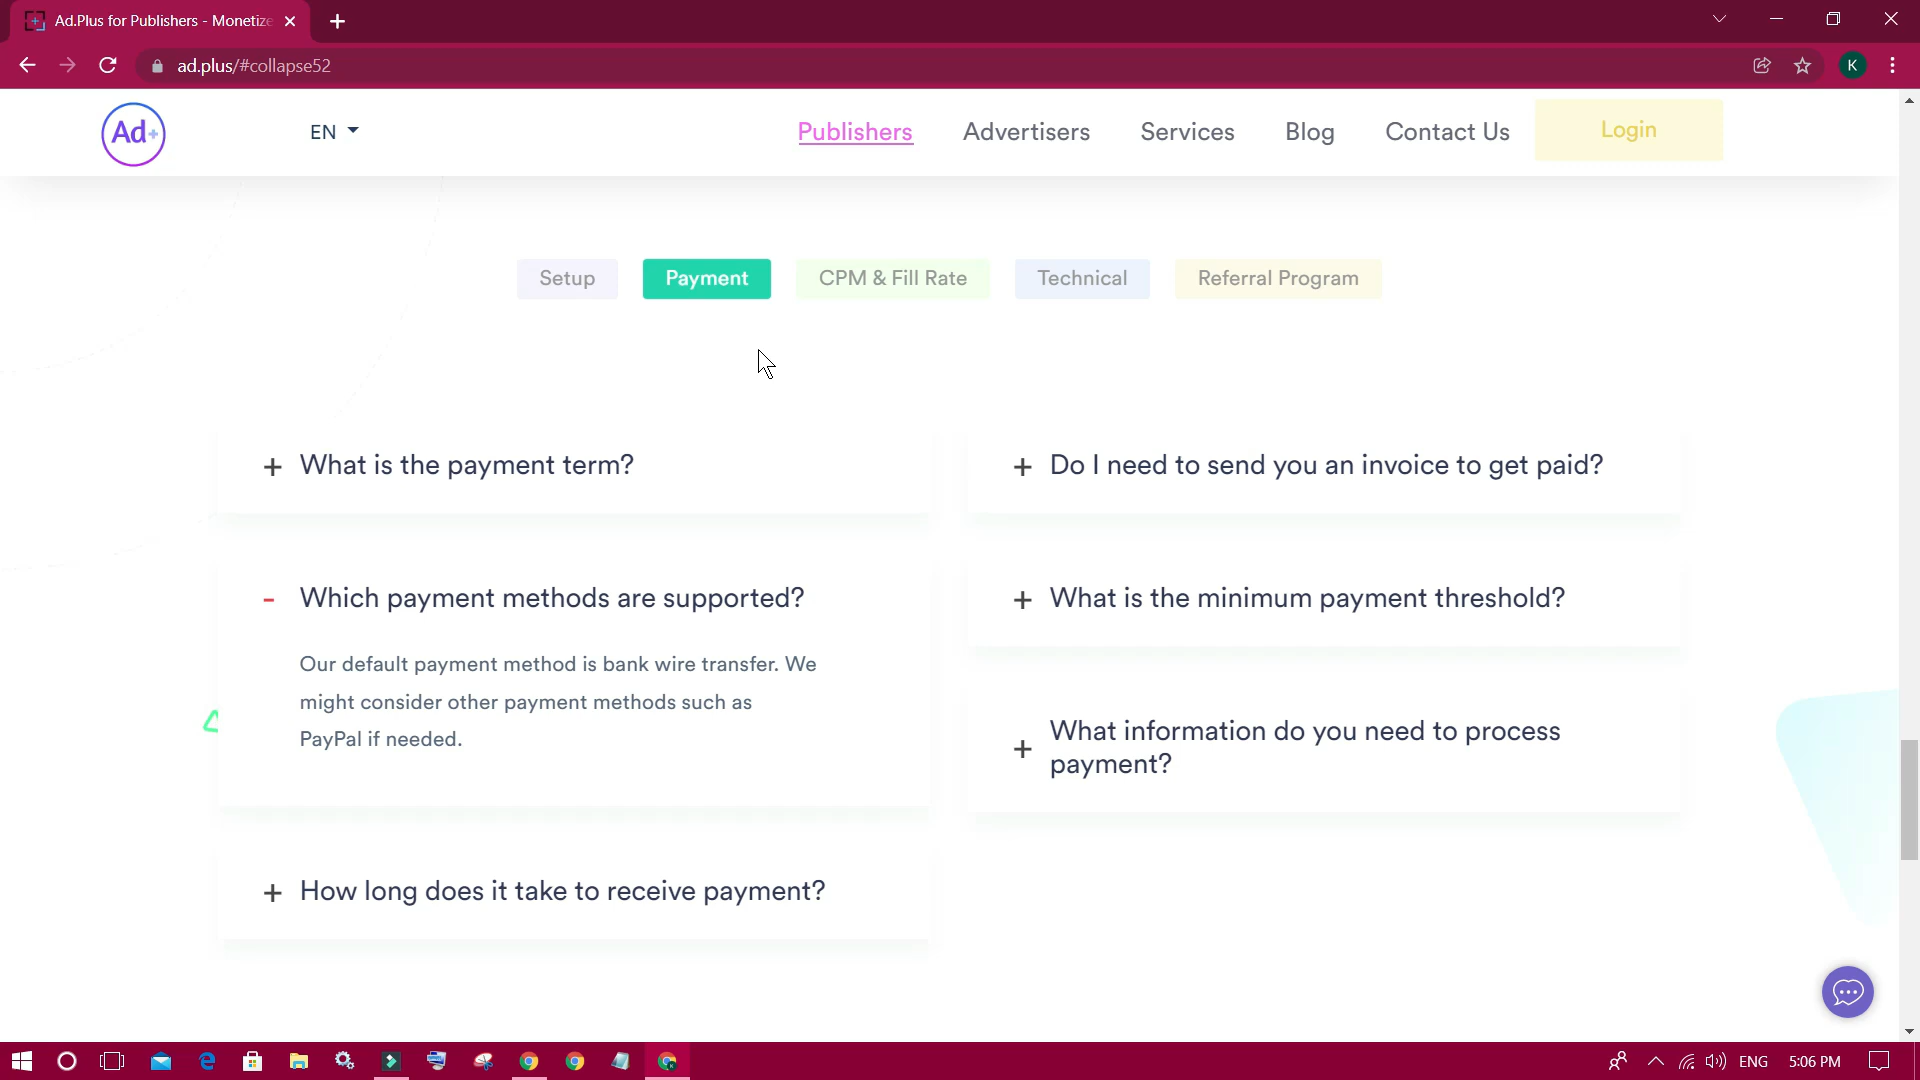 Ad.Plus for Publishers - Monetize
ad.plus/#collapse52
K
Ad+
EN
Publishers
Advertisers
Services
Blog
Contact Us
Login
Setup
Payment
CPM & Fill Rate
Technical
Referral Program
+ What is the payment term?
- Which payment methods are supported?
Our default payment method is bank wire transfer. We
might consider other payment methods such as
PayPal if needed.
+ How long does it take to receive payment?
+ Do I need to send you an invoice to get paid?
+ What is the minimum payment threshold?
+ What information do you need to process
payment?
ENG
5:06 PM